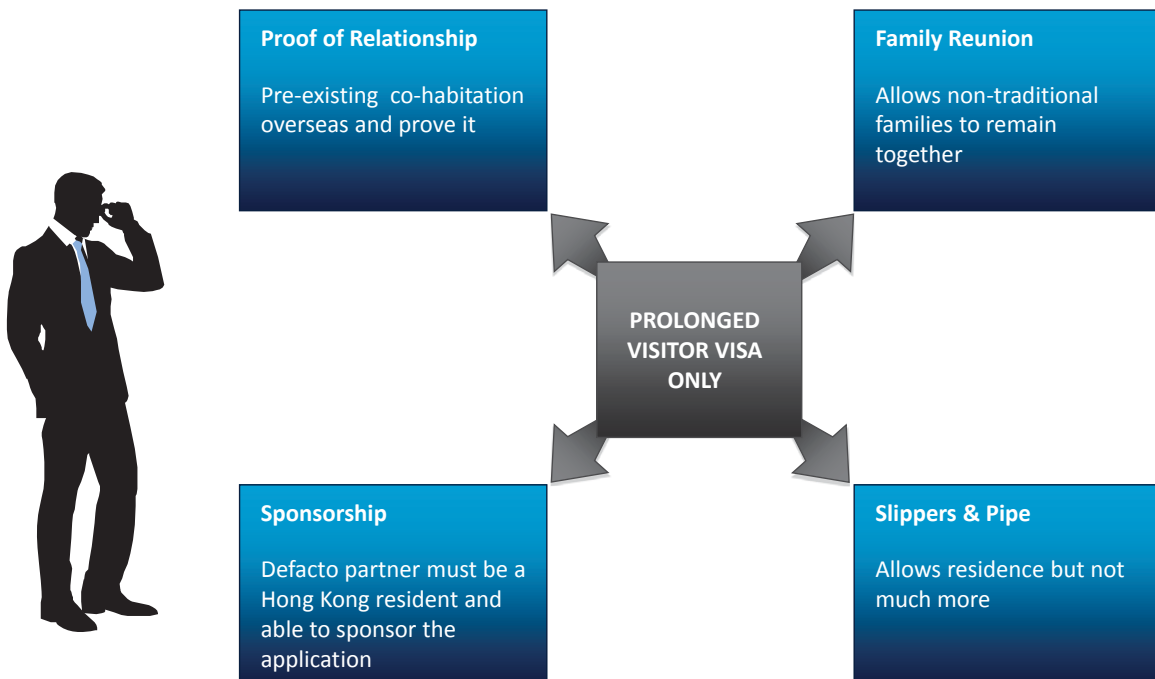 Proof of Relationship
Pre-existing  co-habitation
overseas and prove it
Family Reunion
Allows non-traditional
families to remain
together
PROLONGED
VISITOR VISA
ONLY
Sponsorship
Defacto partner must be a
Hong Kong resident and
able to sponsor the
application
Slippers & Pipe
Allows residence but not
much more